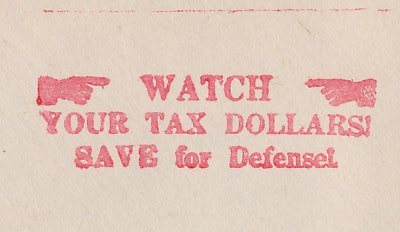 WATCH
YOUR TAX DOLLARS!
SAVE for Defense!